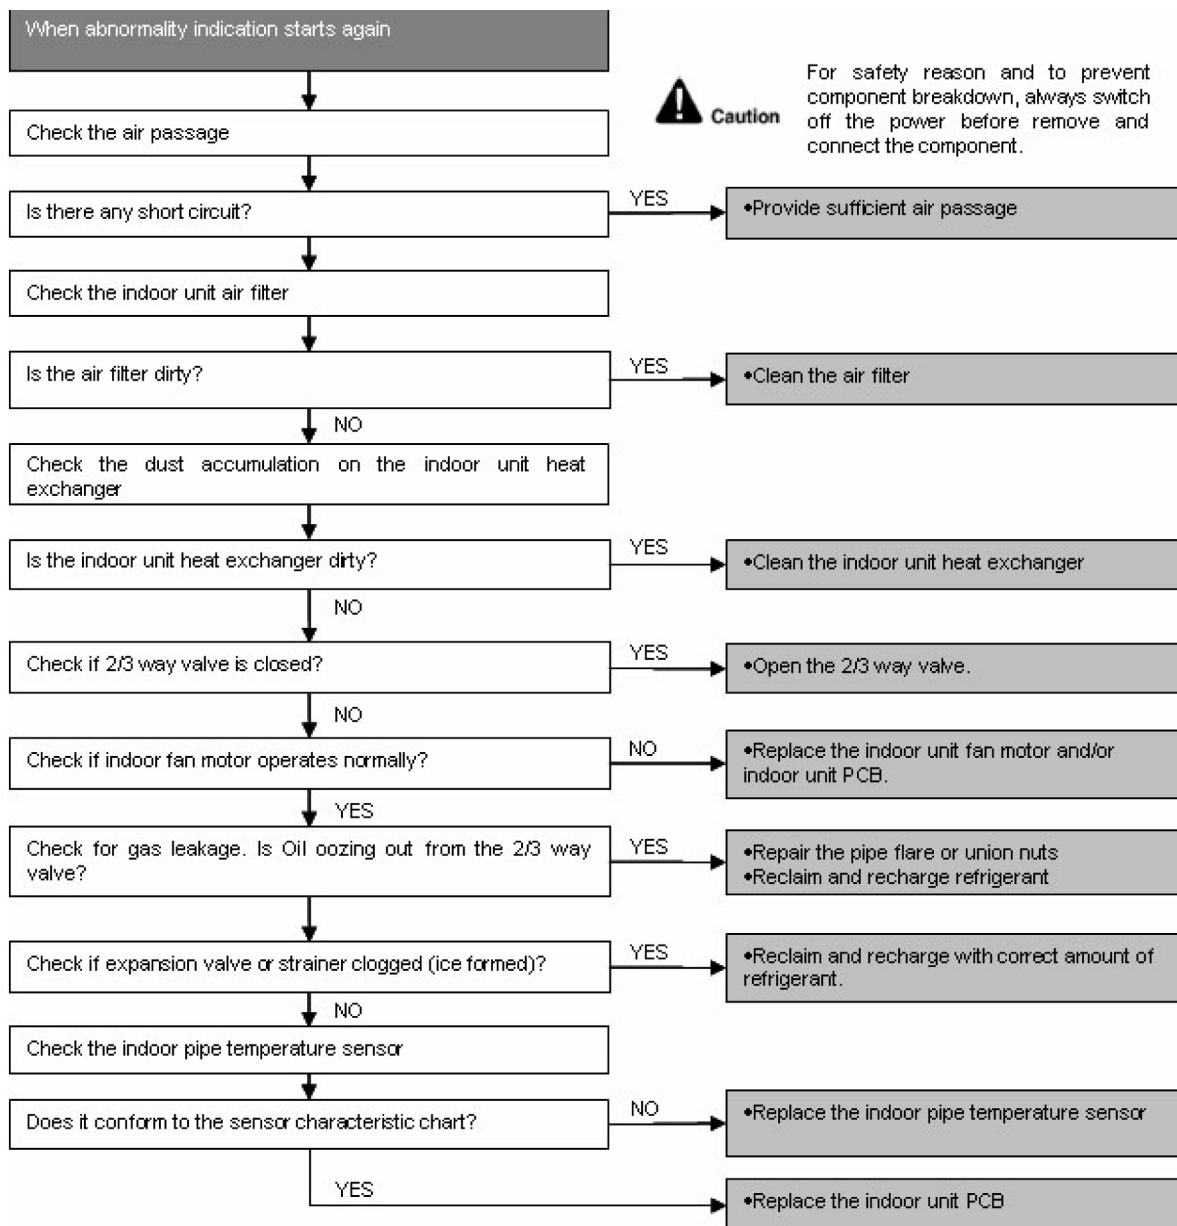 When abnormality indication starts again
Caution
For safety reason and to prevent
component breakdown, always switch
off the power before remove and
connect the component.
Check the air passage
Is there any short circuit?
YES
•Provide sufficient air passage
Check the indoor unit air filter
Is the air filter dirty?
YES
•Clean the air filter
NO
Check the dust accumulation on the indoor unit heat
exchanger
Is the indoor unit heat exchanger dirty?
YES
•Clean the indoor unit heat exchanger
NO
Check if 2/3 way valve is closed?
YES
•Open the 2/3 way valve.
NO
Check if indoor fan motor operates normally?
NO
•Replace the indoor unit fan motor and/or
indoor unit PCB.
YES
Check for gas leakage. Is Oil oozing out from the 2/3 way
valve?
YES
•Repair the pipe flare or union nuts
•Reclaim and recharge refrigerant
Check if expansion valve or strainer clogged (ice formed)?
YES
•Reclaim and recharge with correct amount of
refrigerant.
NO
Check the indoor pipe temperature sensor
Does it conform to the sensor characteristic chart?
NO
•Replace the indoor pipe temperature sensor
YES
•Replace the indoor unit PCB